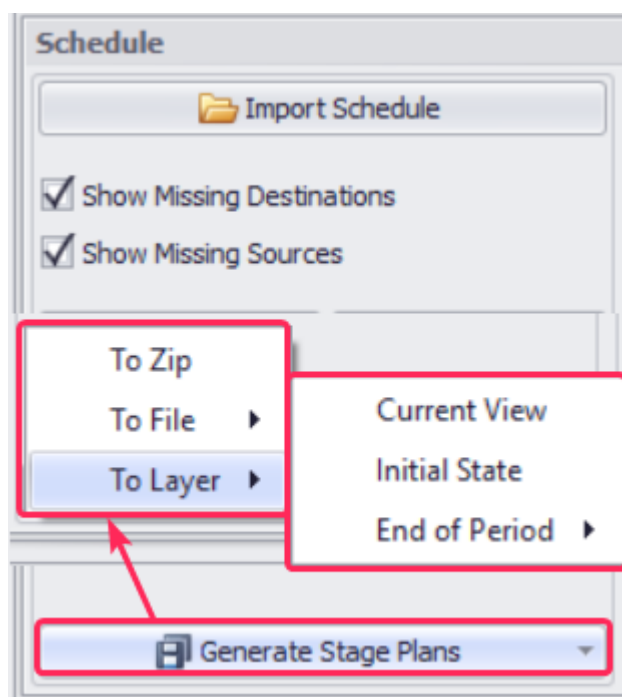 Schedule
Import Schedule
Show Missing Destinations
Show Missing Sources
To Zip
To File
To Layer
Current View
Initial State
End of Period
Generate Stage Plans